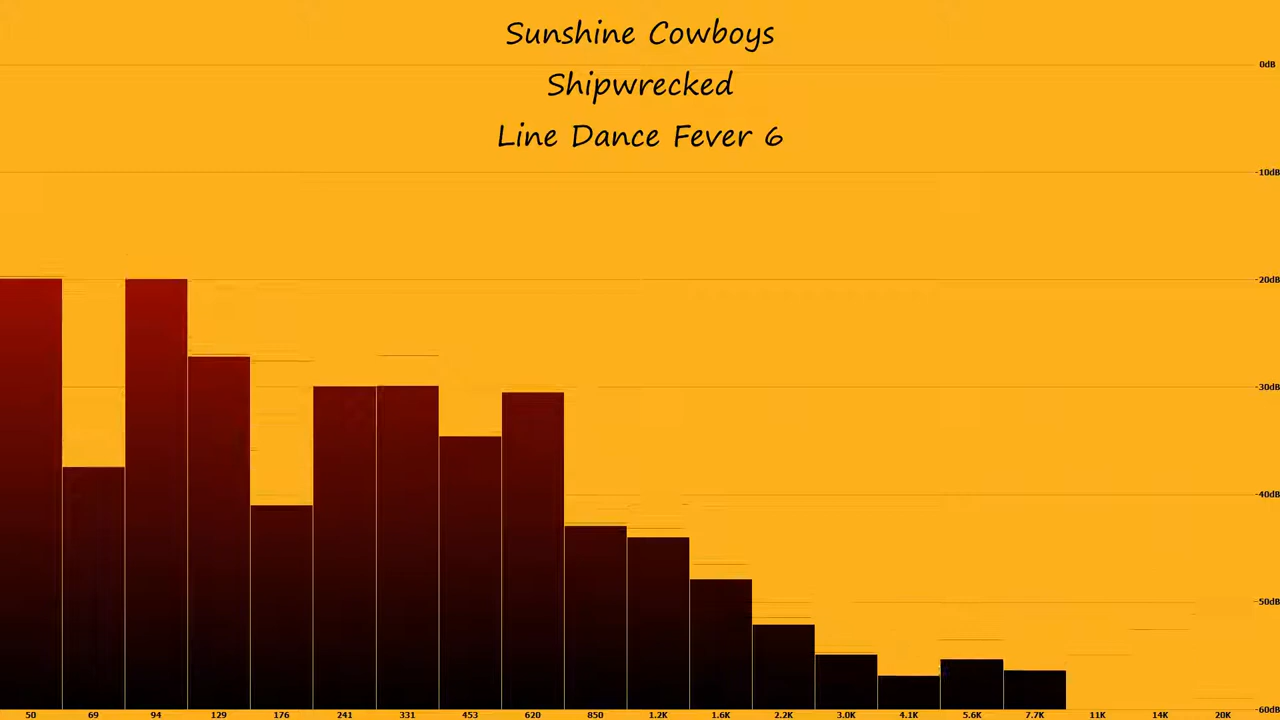 Sunshine Cowboys
Shipwrecked
Line Dance Fever 6
0dB
-10dB
-20dB
-30dB
-40dB
-50dB
-60dB
50 69 94 129 176 241 331 453 620 850 1.2K 1.6K 2.2K 3.0K 4.1K 5.6K 7.7K 11K 14K 20K